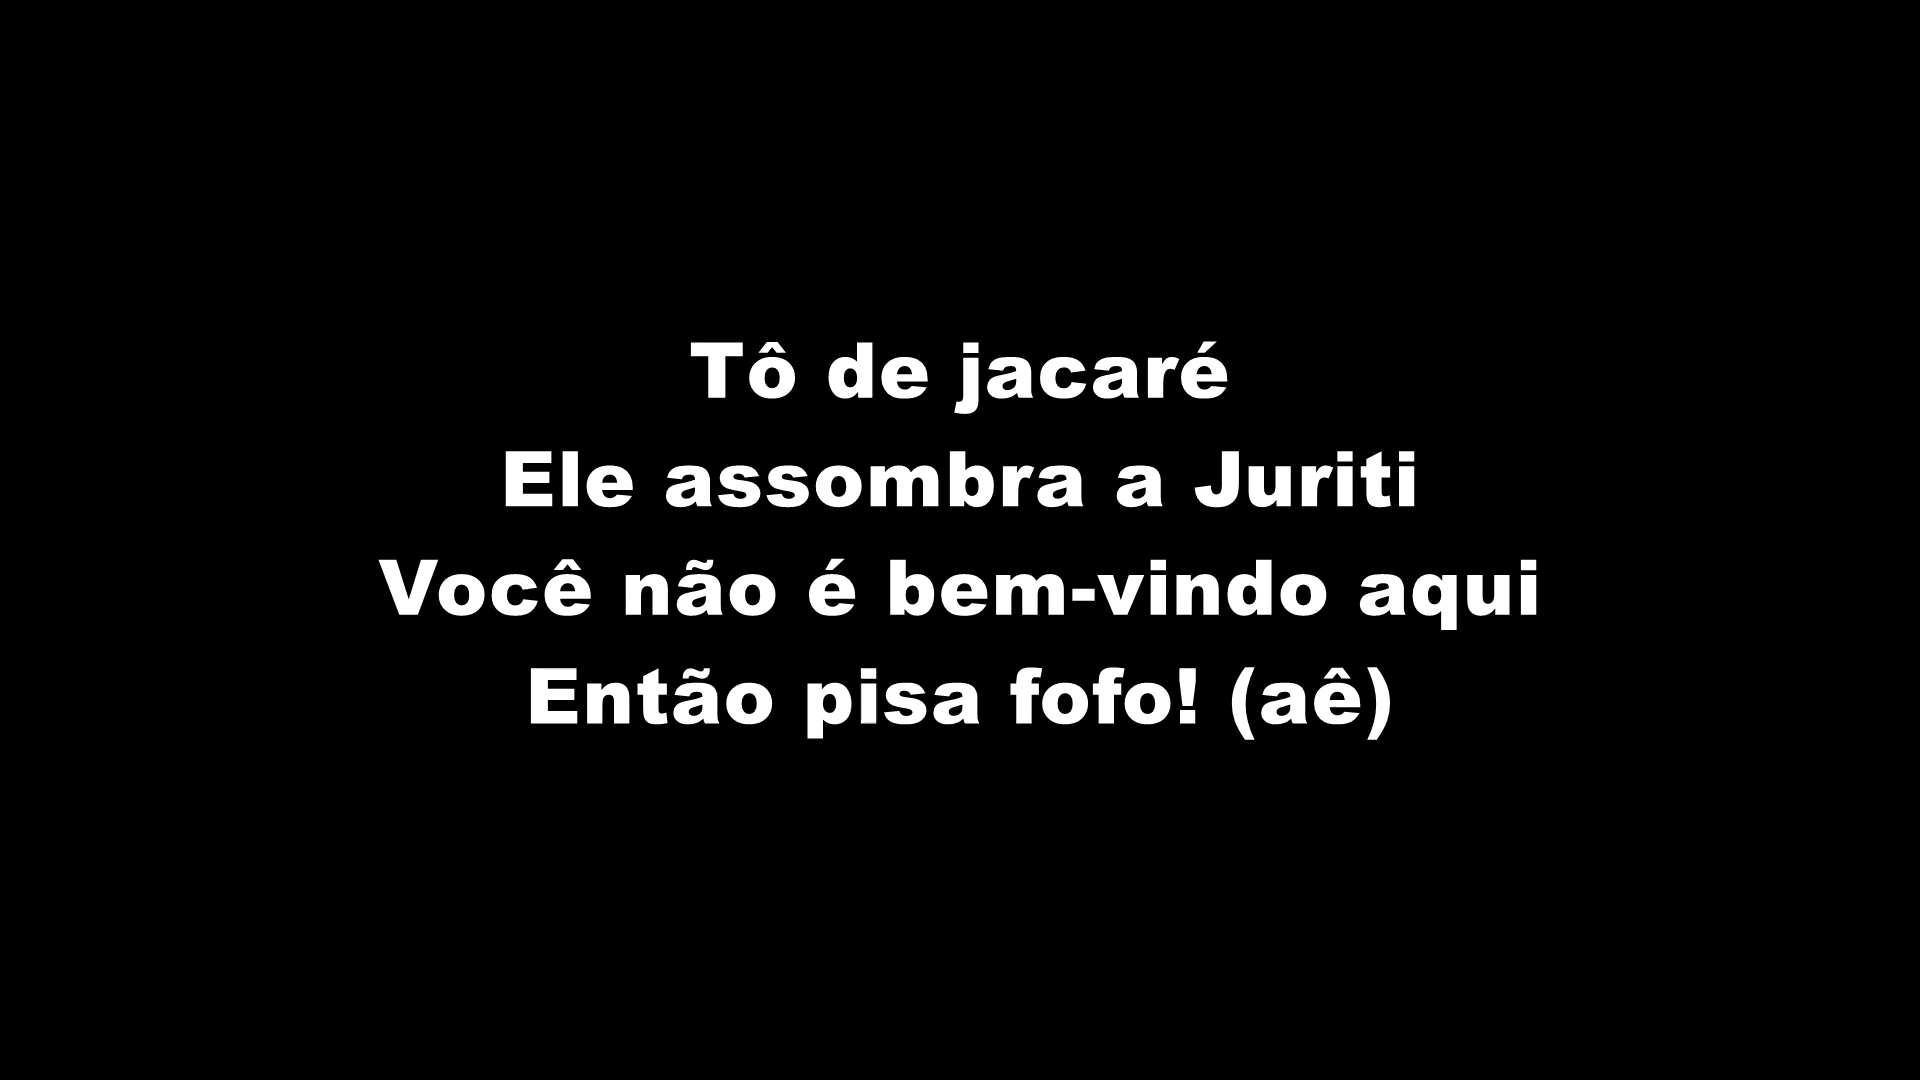 Tô de jacaré
Ele assombra a Juriti
Você não é bem-vindo aqui
Então pisa fofo! (aê)